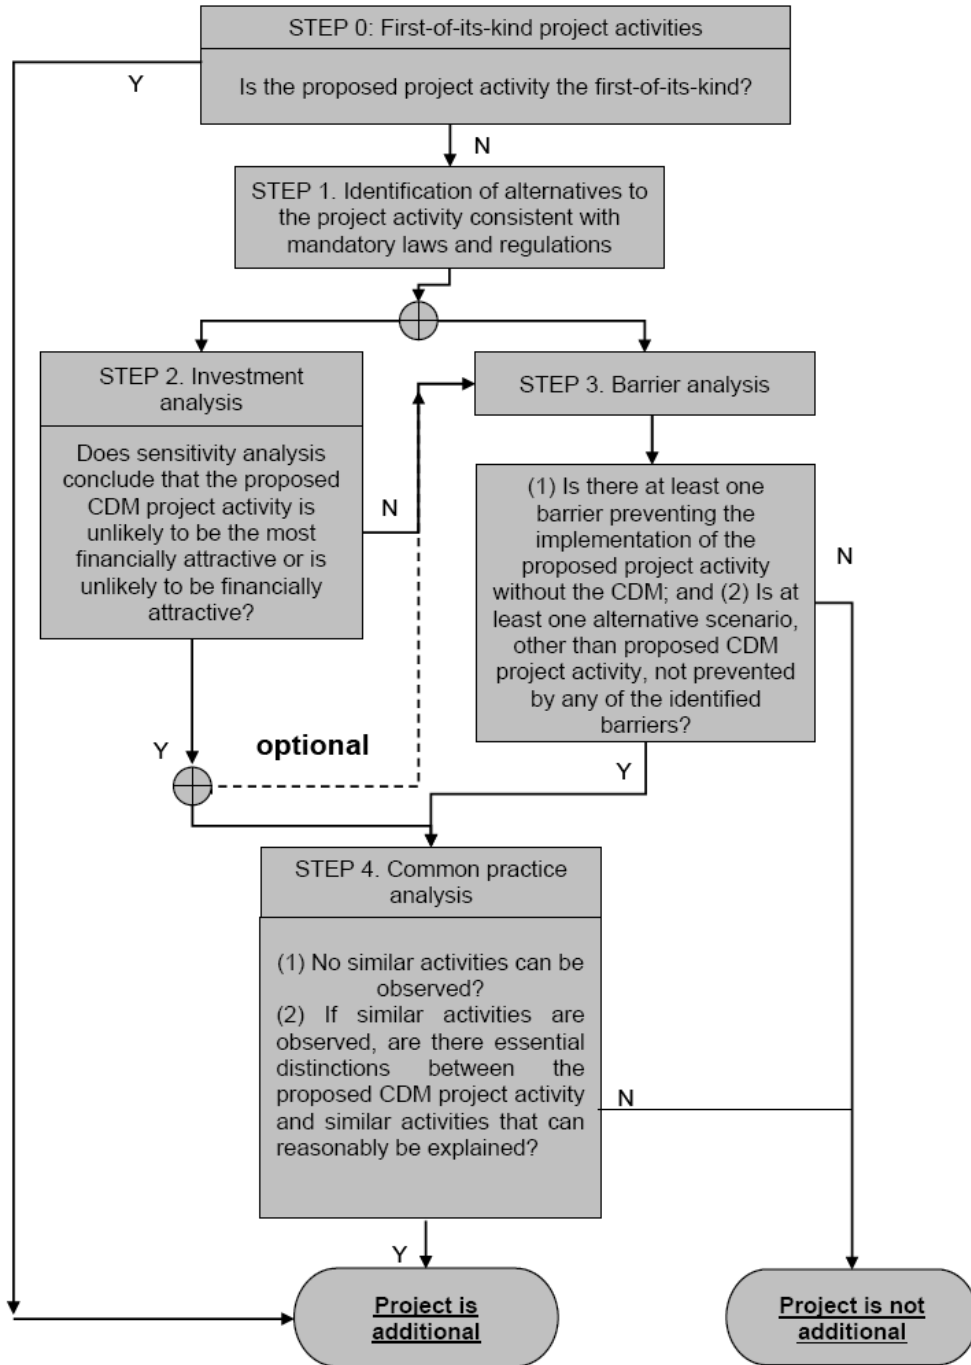 STEP 0: First-of-its-kind project activities
Y
Is the proposed project activity the first-of-its-kind?
N
STEP 1. Identification of alternatives to
the project activity consistent with
mandatory laws and regulations
STEP 2. Investment
analysis
STEP 3. Barrier analysis
Does sensitivity analysis
conclude that the proposed
CDM project activity is
unlikely to be the most
financially attractive or is
unlikely to be financially
attractive?
N
(1) Is there at least one
barrier preventing the
implementation of the
proposed project activity
without the CDM; and (2) Is at
least one alternative scenario,
other than proposed CDM
project activity, not prevented
by any of the identified
barriers?
N
Y
optional
Y
STEP 4. Common practice
analysis
(1) No similar activities can be
observed?
(2) If similar activities are
observed, are there essential
distinctions between the
proposed CDM project activity
and similar activities that can
reasonably be explained?
N
Y
Project is
additional
Project is not
additional